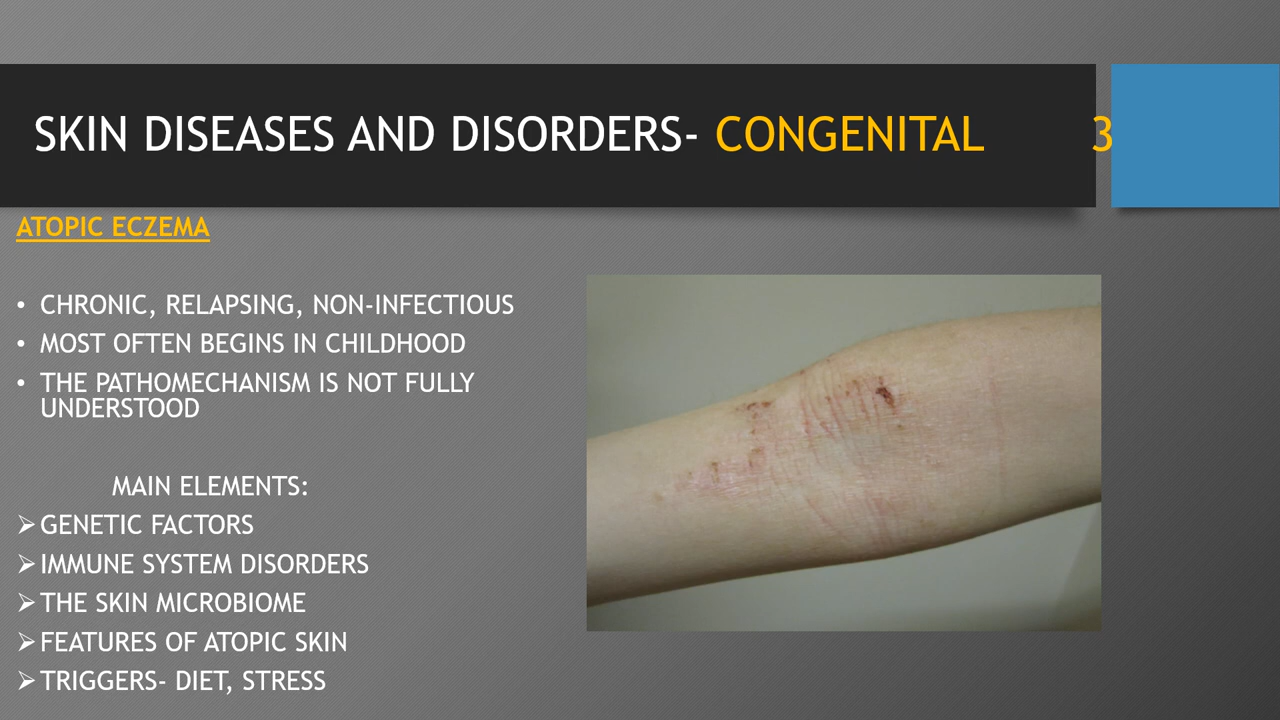 SKIN DISEASES AND DISORDERS- CONGENITAL 3
ATOPIC ECZEMA
• CHRONIC, RELAPSING, NON-INFECTIOUS
• MOST OFTEN BEGINS IN CHILDHOOD
• THE PATHOMECHANISM IS NOT FULLY
UNDERSTOOD
MAIN ELEMENTS:
➢ GENETIC FACTORS
➢ IMMUNE SYSTEM DISORDERS
➢ THE SKIN MICROBIOME
➢ FEATURES OF ATOPIC SKIN
➢ TRIGGERS- DIET, STRESS